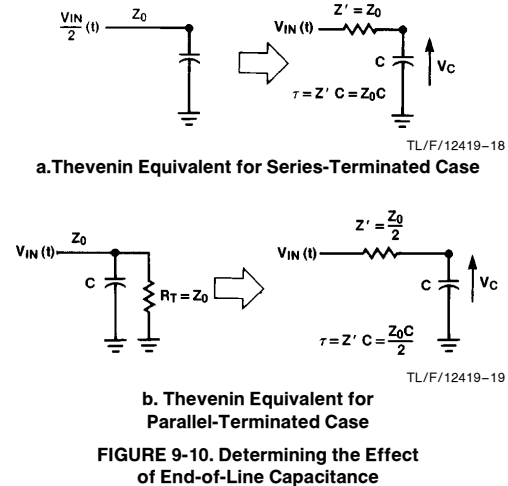 VIN/2 (t) Z0
C
VIN (t) Z' = Z0
C VC
τ = Z' C = Z0C
TL/F/12419–18
a.Thevenin Equivalent for Series-Terminated Case
VIN (t) Z0
C RT = Z0
Z' = Z0/2
VIN (t)
C VC
τ = Z' C = Z0C/2
TL/F/12419–19
b. Thevenin Equivalent for
Parallel-Terminated Case
FIGURE 9-10. Determining the Effect
of End-of-Line Capacitance